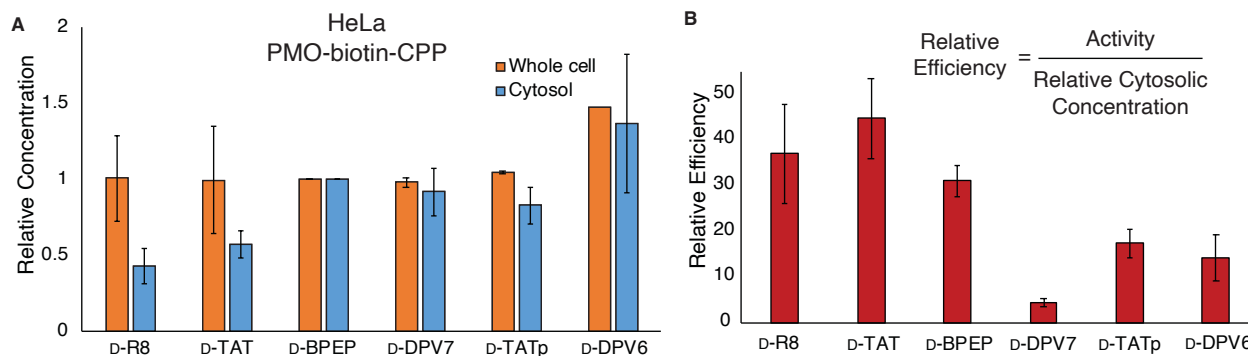 A
HeLa
PMO-biotin-CPP
Whole cell
Cytosol
Relative Concentration
2
1.5
1
0.5
0
D-R8
D-TAT
D-BPEP
D-DPV7
D-TATp
D-DPV6
B
Relative
Efficiency
=
Activity
Relative Cytosolic
Concentration
Relative Efficiency
50
40
30
20
10
0
D-R8
D-TAT
D-BPEP
D-DPV7
D-TATp
D-DPV6